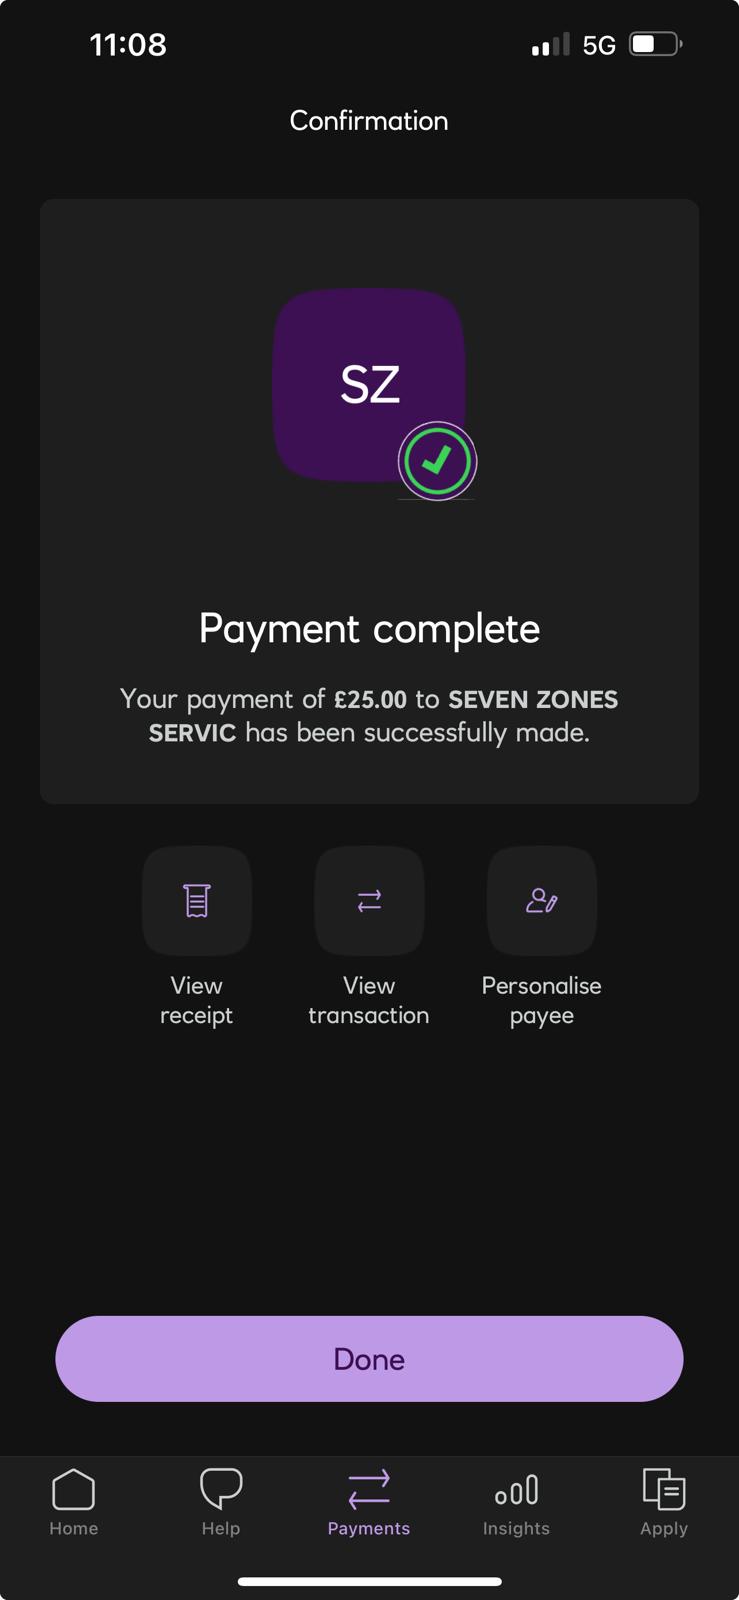 11:08
5G
Confirmation
SZ
Payment complete
Your payment of £25.00 to SEVEN ZONES
SERVIC has been successfully made.
View
receipt
View
transaction
Personalise
payee
Done
Home
Help
Payments
Insights
Apply